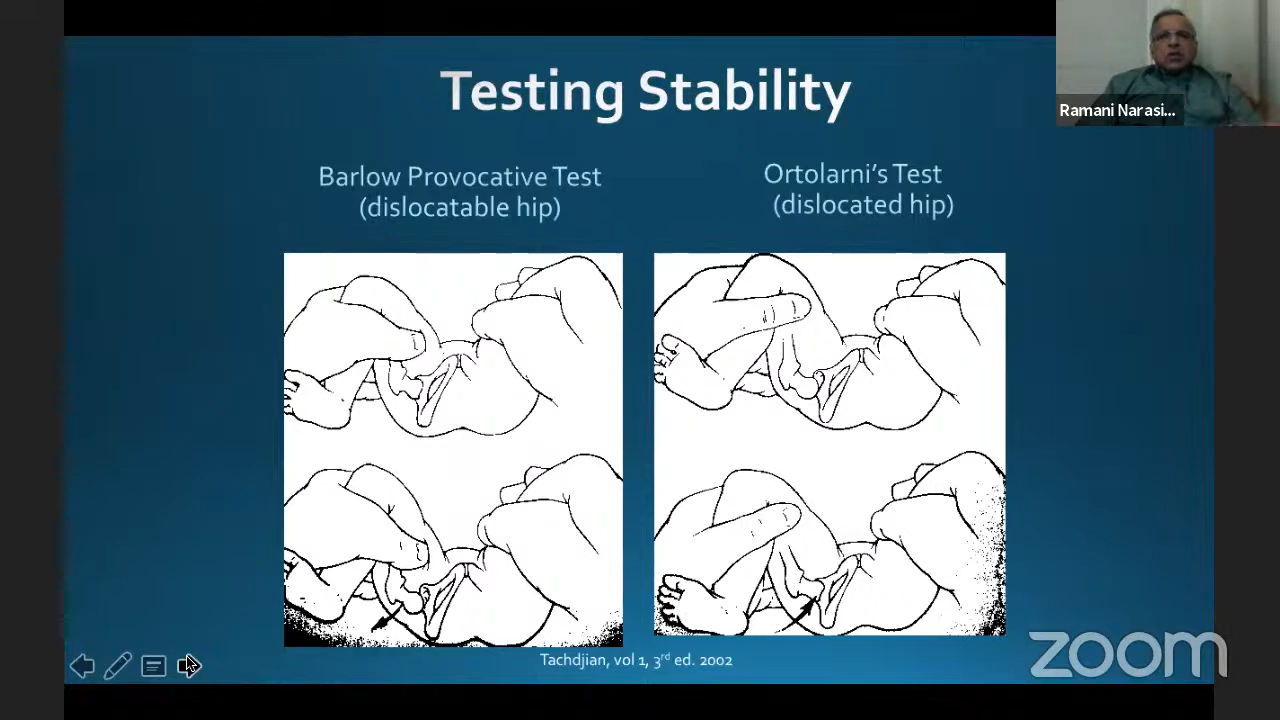 Testing Stability
Ramani Narasi...
Barlow Provocative Test
(dislocatable hip)
Ortolarni's Test
(dislocated hip)
Tachdjian, vol 1, 3rd ed. 2002
zoom